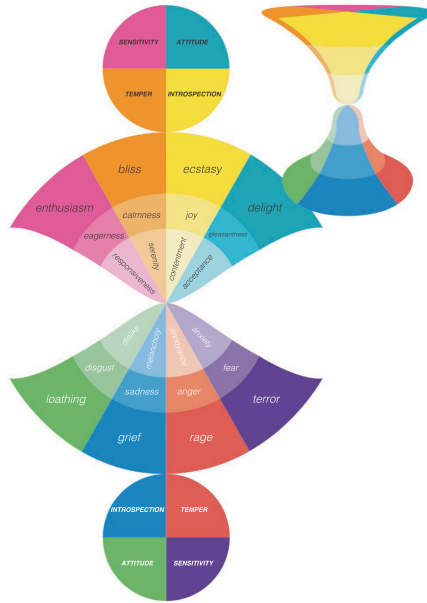 SENSITIVITY ATTITUDE
TEMPER INTROSPECTION
bliss ecstasy
enthusiasm delight
calmness joy
eagerness pleasantness
responsiveness serenity contentment acceptance
dislike melancholy annoyance anxiety
disgust fear
sadness anger
loathing terror
grief rage
INTROSPECTION TEMPER
ATTITUDE SENSITIVITY